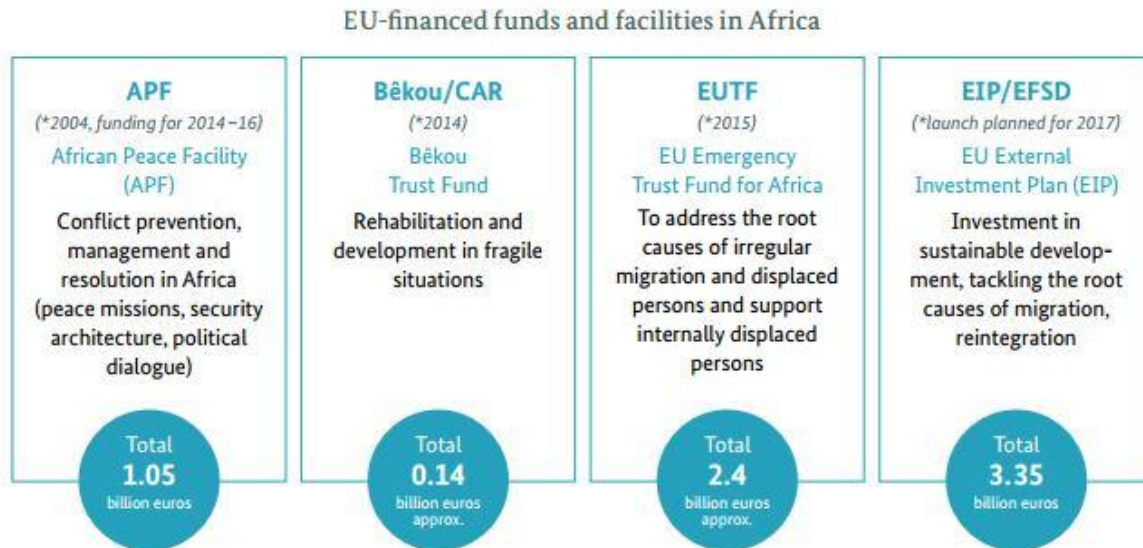 EU-financed funds and facilities in Africa
APF
(*2004, funding for 2014–16)
African Peace Facility
(APF)
Conflict prevention,
management and
resolution in Africa
(peace missions, security
architecture, political
dialogue)
Total
1.05
billion euros
Bêkou/CAR
(*2014)
Bêkou
Trust Fund
Rehabilitation and
development in fragile
situations
Total
0.14
billion euros
approx.
EUTF
(*2015)
EU Emergency
Trust Fund for Africa
To address the root
causes of irregular
migration and displaced
persons and support
internally displaced
persons
Total
2.4
billion euros
approx.
EIP/EFSD
(*launch planned for 2017)
EU External
Investment Plan (EIP)
Investment in
sustainable develop-
ment, tackling the root
causes of migration,
reintegration
Total
3.35
billion euros